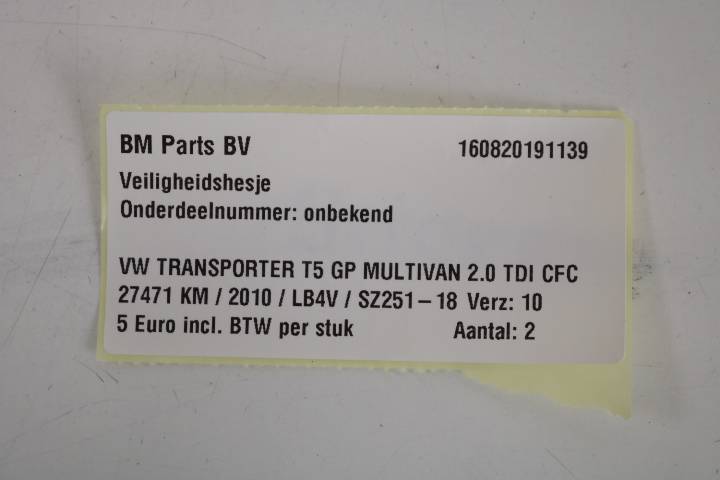 BM Parts BV 160820191139
Veiligheidshesje
Onderdeelnummer: onbekend
VW TRANSPORTER T5 GP MULTIVAN 2.0 TDI CFC
27471 KM / 2010 / LB4V / SZ251-18 Verz: 10
5 Euro incl. BTW per stuk Aantal: 2